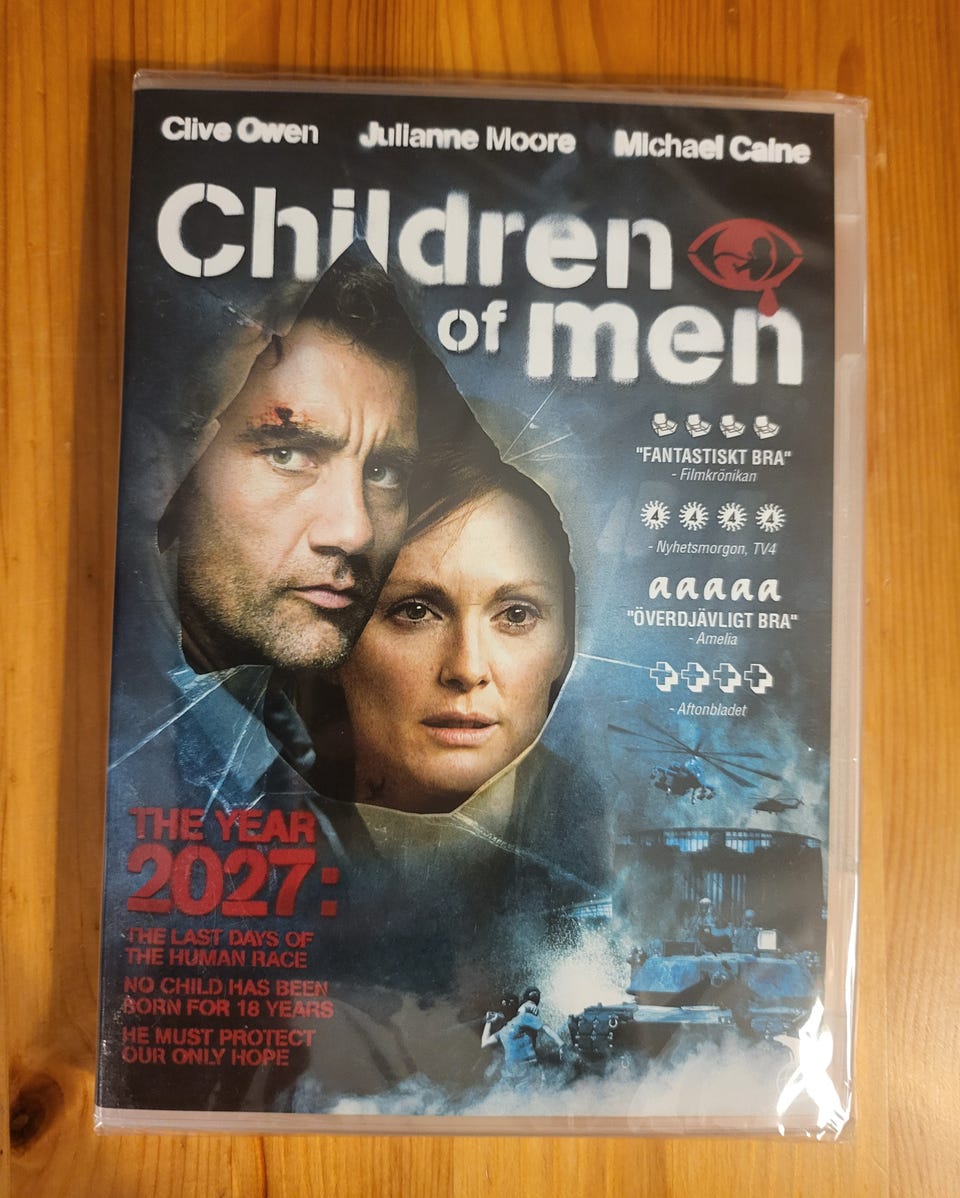 Clive Owen Julianne Moore Michael Caine
Children
of men
"FANTASTISKT BRA"
- Filmkrönikan
- Nyhetsmorgon, TV4
aaaaa
"ÖVERDJÄVLIGT BRA"
- Amelia
- Aftonbladet
THE YEAR
2027:
THE LAST DAYS OF
THE HUMAN RACE
NO CHILD HAS BEEN
BORN FOR 18 YEARS
HE MUST PROTECT
OUR ONLY HOPE